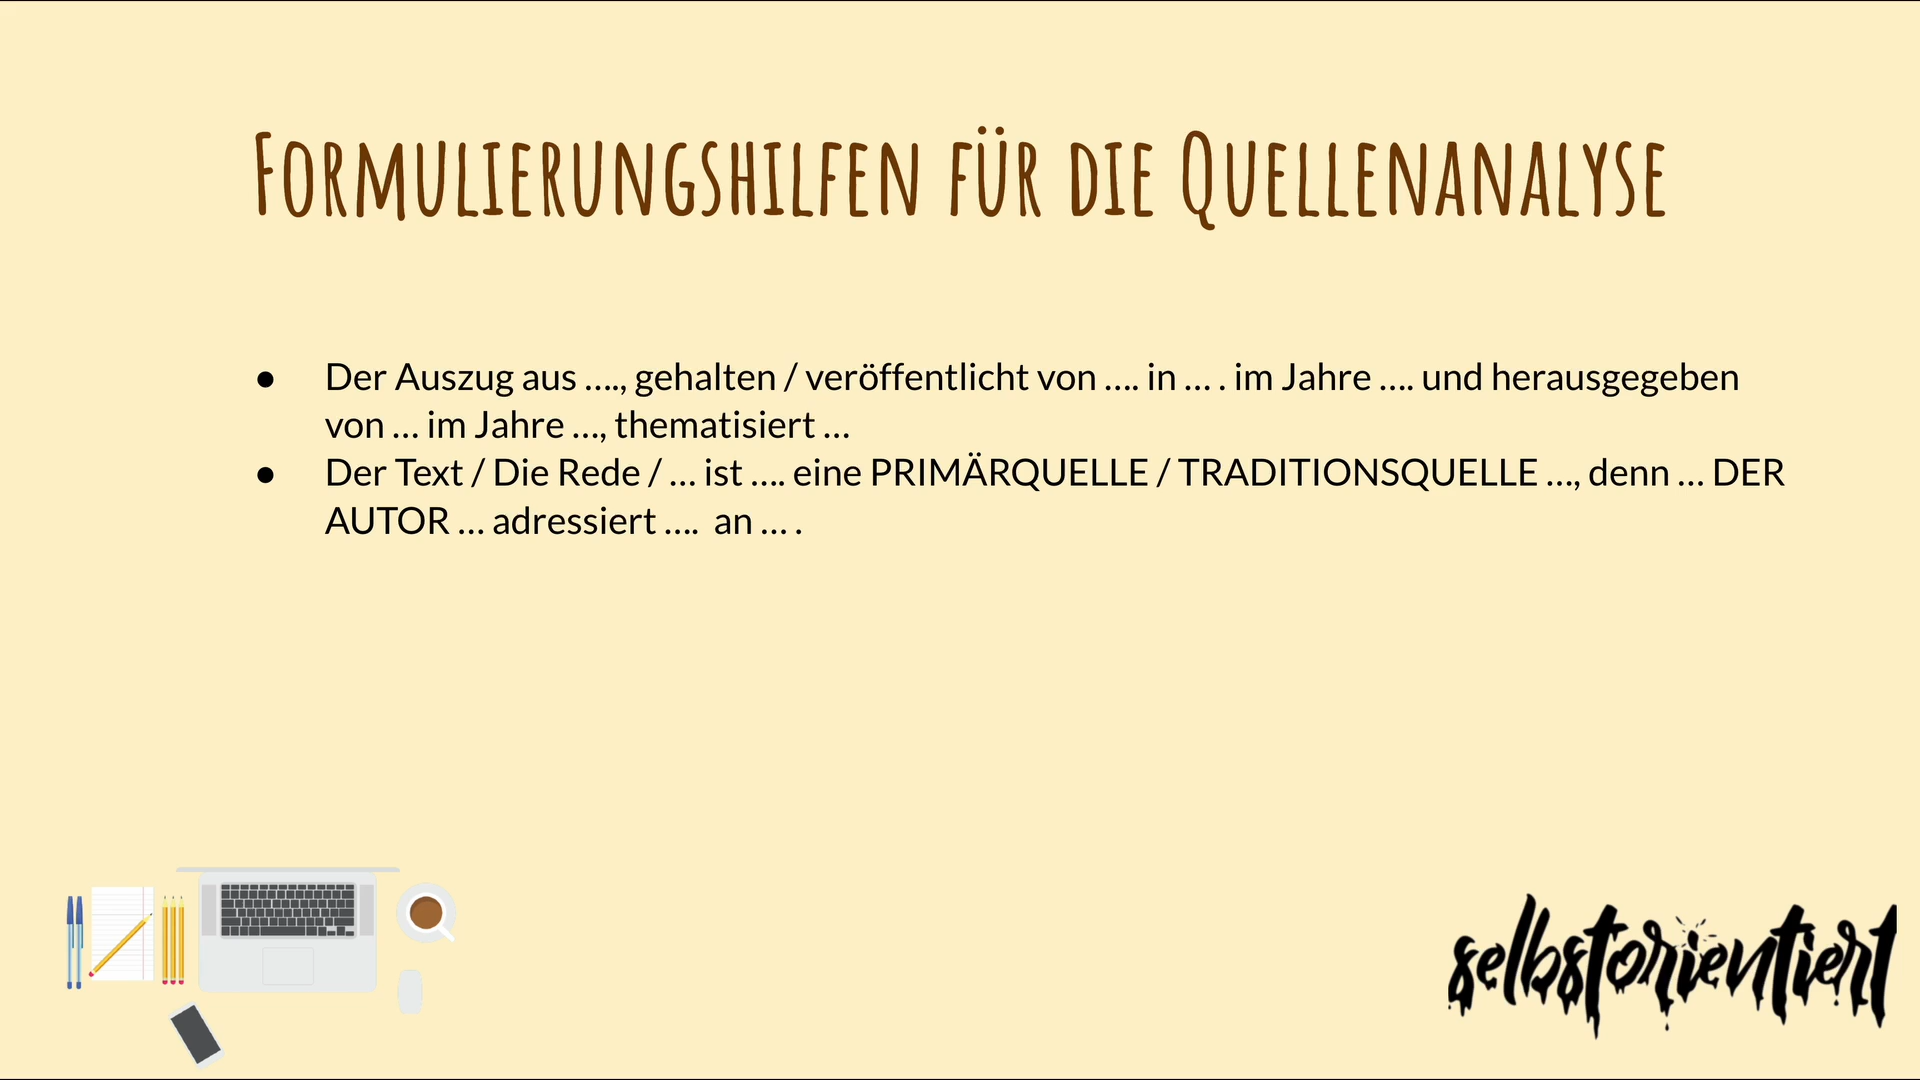 Formulierungshilfen für die Quellenanalyse
● Der Auszug aus …., gehalten / veröffentlicht von …. in … . im Jahre …. und herausgegeben
von … im Jahre …, thematisiert …
● Der Text / Die Rede / … ist …. eine PRIMÄRQUELLE / TRADITIONSQUELLE …, denn … DER
AUTOR … adressiert …. an … .
selbstorientiert